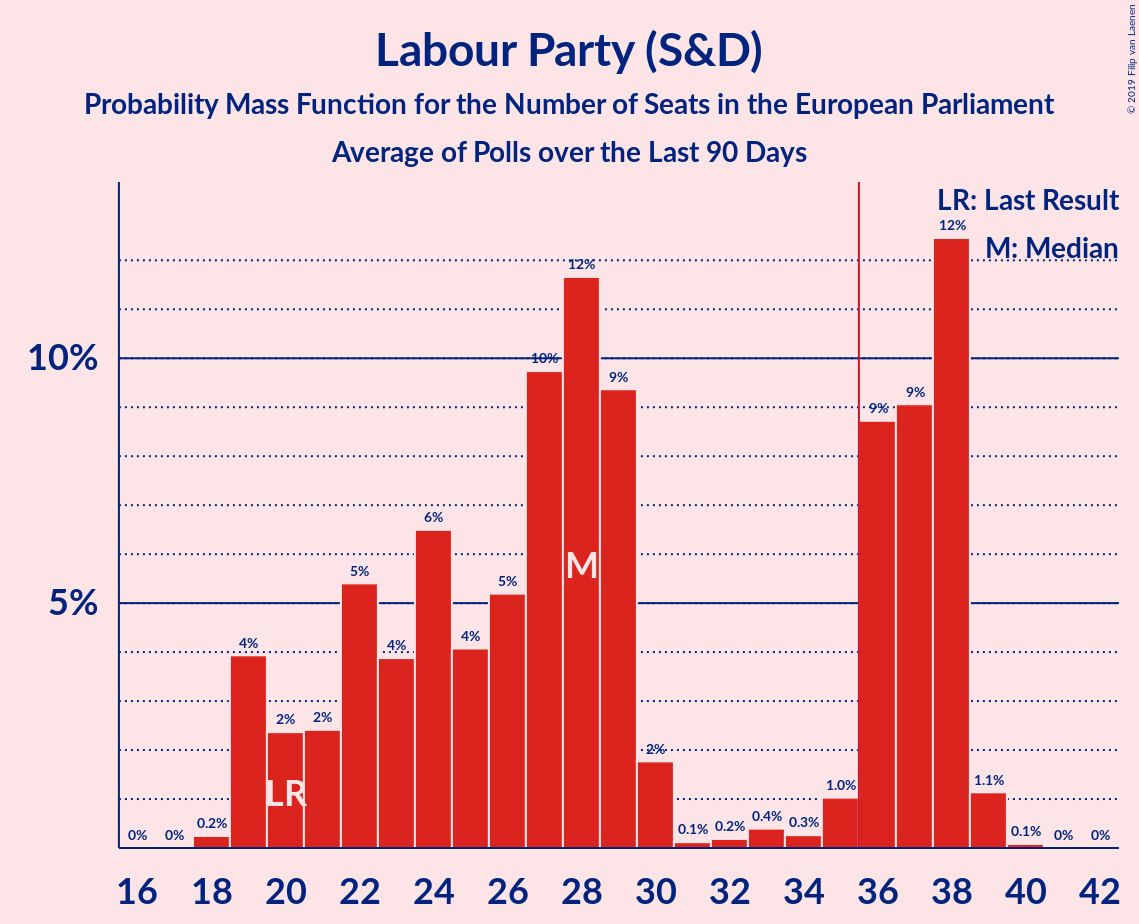 © 2019 Filip van Laenen
Labour Party (S&D)
Probability Mass Function for the Number of Seats in the European Parliament
Average of Polls over the Last 90 Days
LR: Last Result
M: Median
10%
5%
0% 0% 0.2% 4% 2% 2% 5% 4% 6% 4% 5% 10% 12% 9% 2% 0.1% 0.2% 0.4% 0.3% 1.0% 9% 9% 12% 1.1% 0.1% 0% 0%
LR
M
16 18 20 22 24 26 28 30 32 34 36 38 40 42